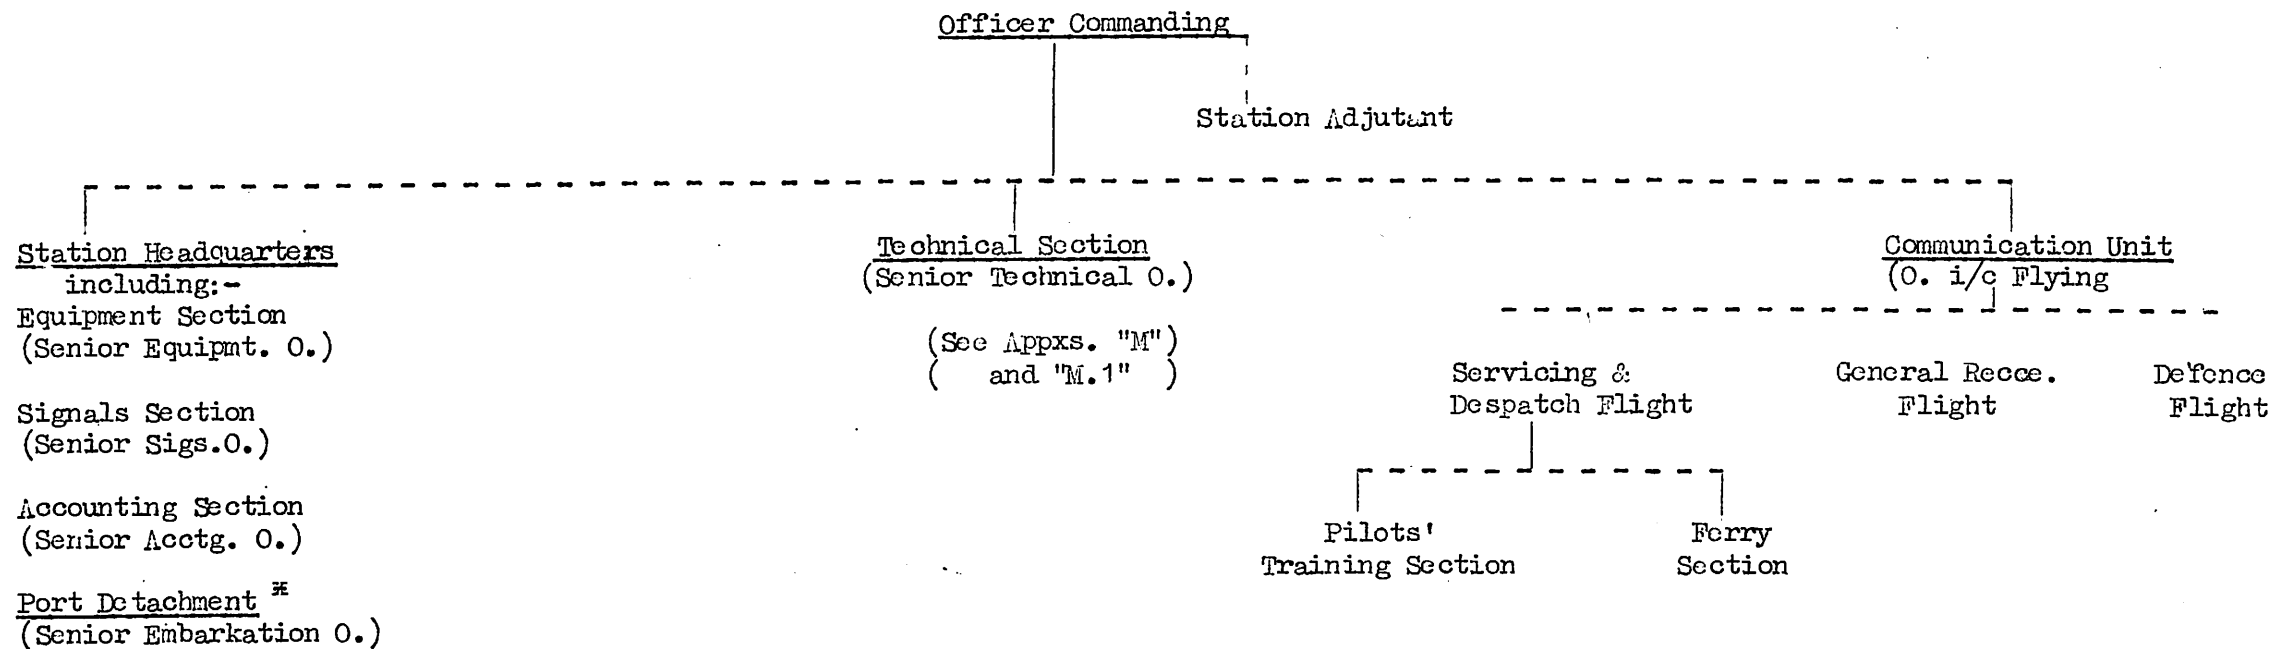 Officer Commanding
Station Adjutant
Station Headquarters
including:-
Equipment Section
(Senior Equipmt. O.)
Signals Section
(Senior Sigs.O.)
Accounting Section
(Senior Acctg. O.)
Port Detachment ¤
(Senior Embarkation O.)
Technical Section
(Senior Technical O.)
(See Appxs. "M")
( and "M.1" )
Communication Unit
(O. i/c Flying
Servicing &
Despatch Flight
General Recce.
Flight
Defence
Flight
Pilots'
Training Section
Ferry
Section